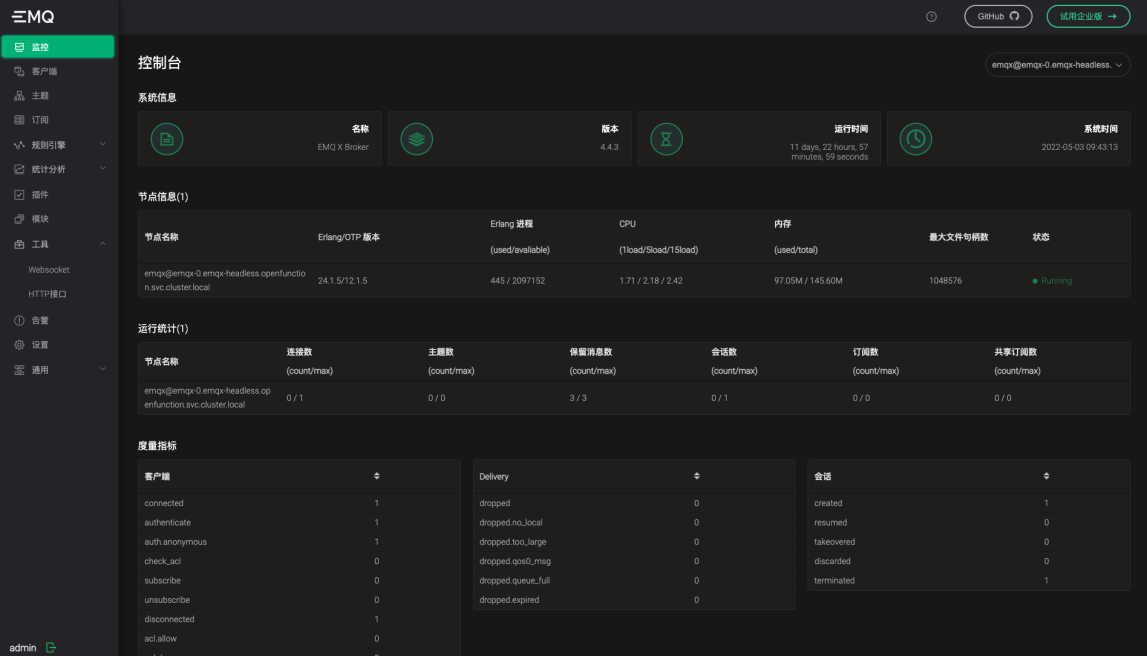 EMQ
GitHub
试用企业版 →
监控
客户端
主题
订阅
规则引擎
统计分析
插件
模块
工具
Websocket
HTTP接口
告警
设置
通用
admin
控制台
emqx@emqx-0.emqx-headless.
系统信息
名称
EMQ X Broker
版本
4.4.3
运行时间
11 days, 22 hours, 57
minutes, 59 seconds
系统时间
2022-05-03 09:43:13
节点信息(1)
节点名称 Erlang/OTP 版本 Erlang 进程 CPU 内存 最大文件句柄数 状态
(used/avaliable) (1load/5load/15load) (used/total)
emqx@emqx-0.emqx-headless.openfunctio
n.svc.cluster.local 24.1.5/12.1.5 445 / 2097152 1.71 / 2.18 / 2.42 97.05M / 145.60M 1048576 Running
运行统计(1)
节点名称 连接数 主题数 保留消息数 会话数 订阅数 共享订阅数
(count/max) (count/max) (count/max) (count/max) (count/max) (count/max)
emqx@emqx-0.emqx-headless.op
enfunction.svc.cluster.local 0 / 1 0 / 0 3 / 3 0 / 1 0 / 0 0 / 0
度量指标
客户端
connected 1
authenticate 1
auth.anonymous 1
check_acl 0
subscribe 0
unsubscribe 0
disconnected 1
acl.allow 0
Delivery
dropped 0
dropped.no_local 0
dropped.too_large 0
dropped.qos0_msg 0
dropped.queue_full 0
dropped.expired 0
会话
created 1
resumed 0
takeovered 0
discarded 0
terminated 1